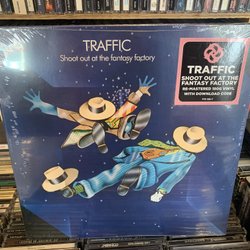 TRAFFIC
Shoot out at the fantasy factory
TRAFFIC
SHOOT OUT AT THE
FANTASY FACTORY
RE-MASTERED 180G VINYL
WITH DOWNLOAD CODE